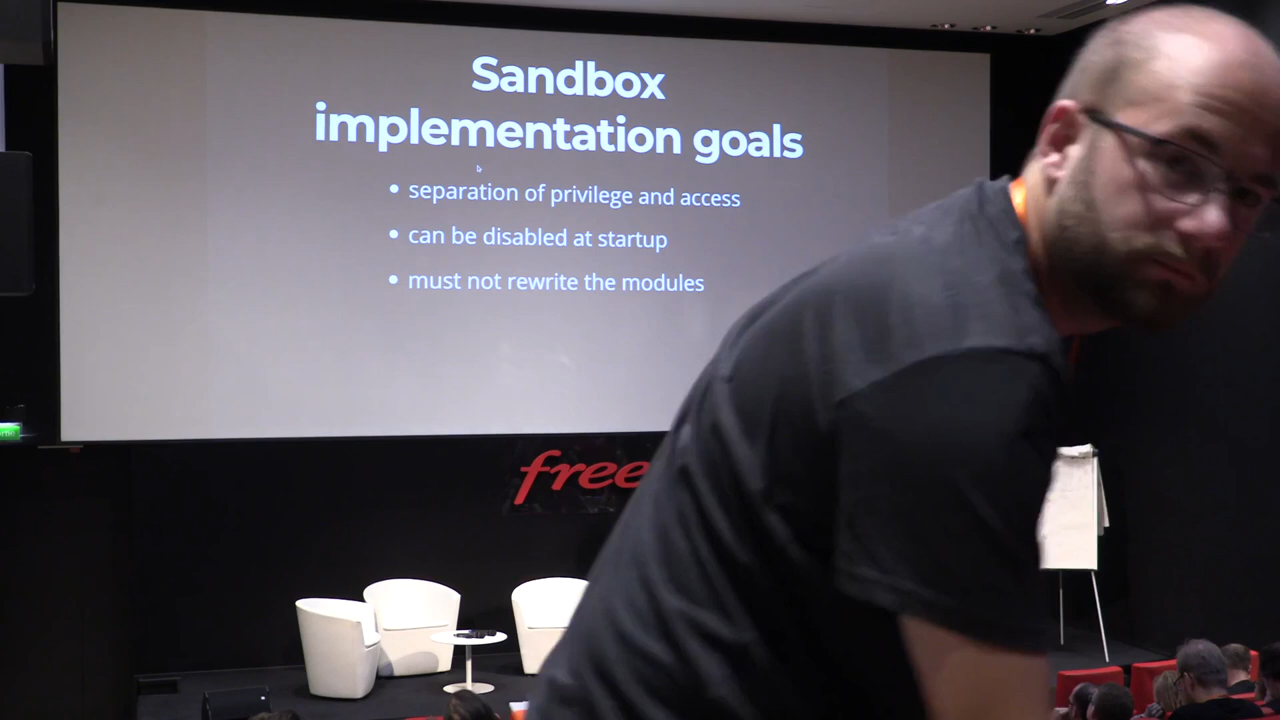 Sandbox
implementation goals
• separation of privilege and access
• can be disabled at startup
• must not rewrite the modules
free